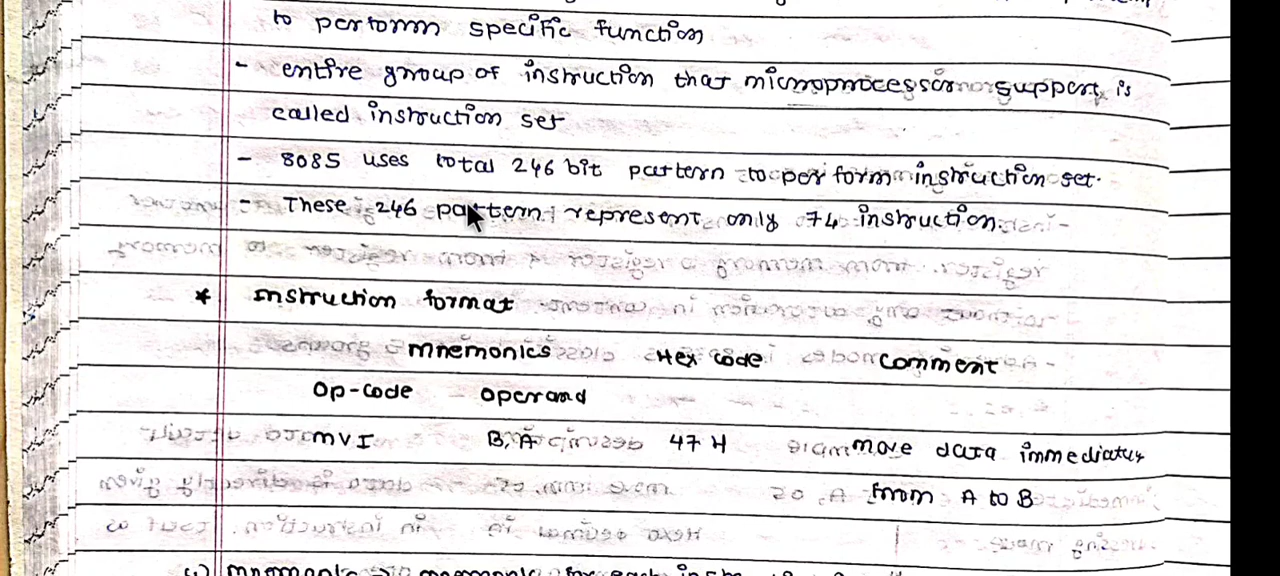 to perform specific function
- entire group of instruction that microprocessor support is
called instruction set
- 8085 uses total 246 bit pattern to perform instruction set.
- These 246 pattern represent only 74 instruction.
* Instruction format
mnemonics Hex code comment
Op-code operand
MVI B, A 47 H move data immediatly
from A to B